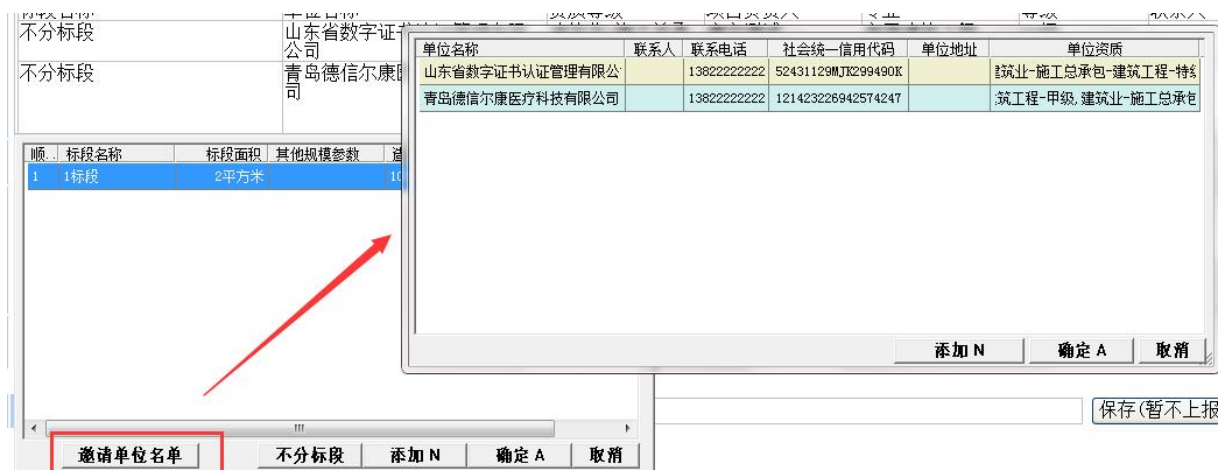 不分标段
山东省数字证
公司
不分标段
青岛德信尔康医
司
单位名称 联系人 联系电话 社会统一信用代码 单位地址 单位资质
山东省数字证书认证管理有限公 13822222222 52431129MJK299490K 筑业-施工总承包-建筑工程-特级
青岛德信尔康医疗科技有限公司 13822222222 121423226942574247 筑工程-甲级,建筑业-施工总承包
顺.. 标段名称 标段面积 其他规模参数 造
1 1标段 2平方米 10
添加 N 确定 A 取消
保存(暂不上报
邀请单位名单 不分标段 添加 N 确定 A 取消